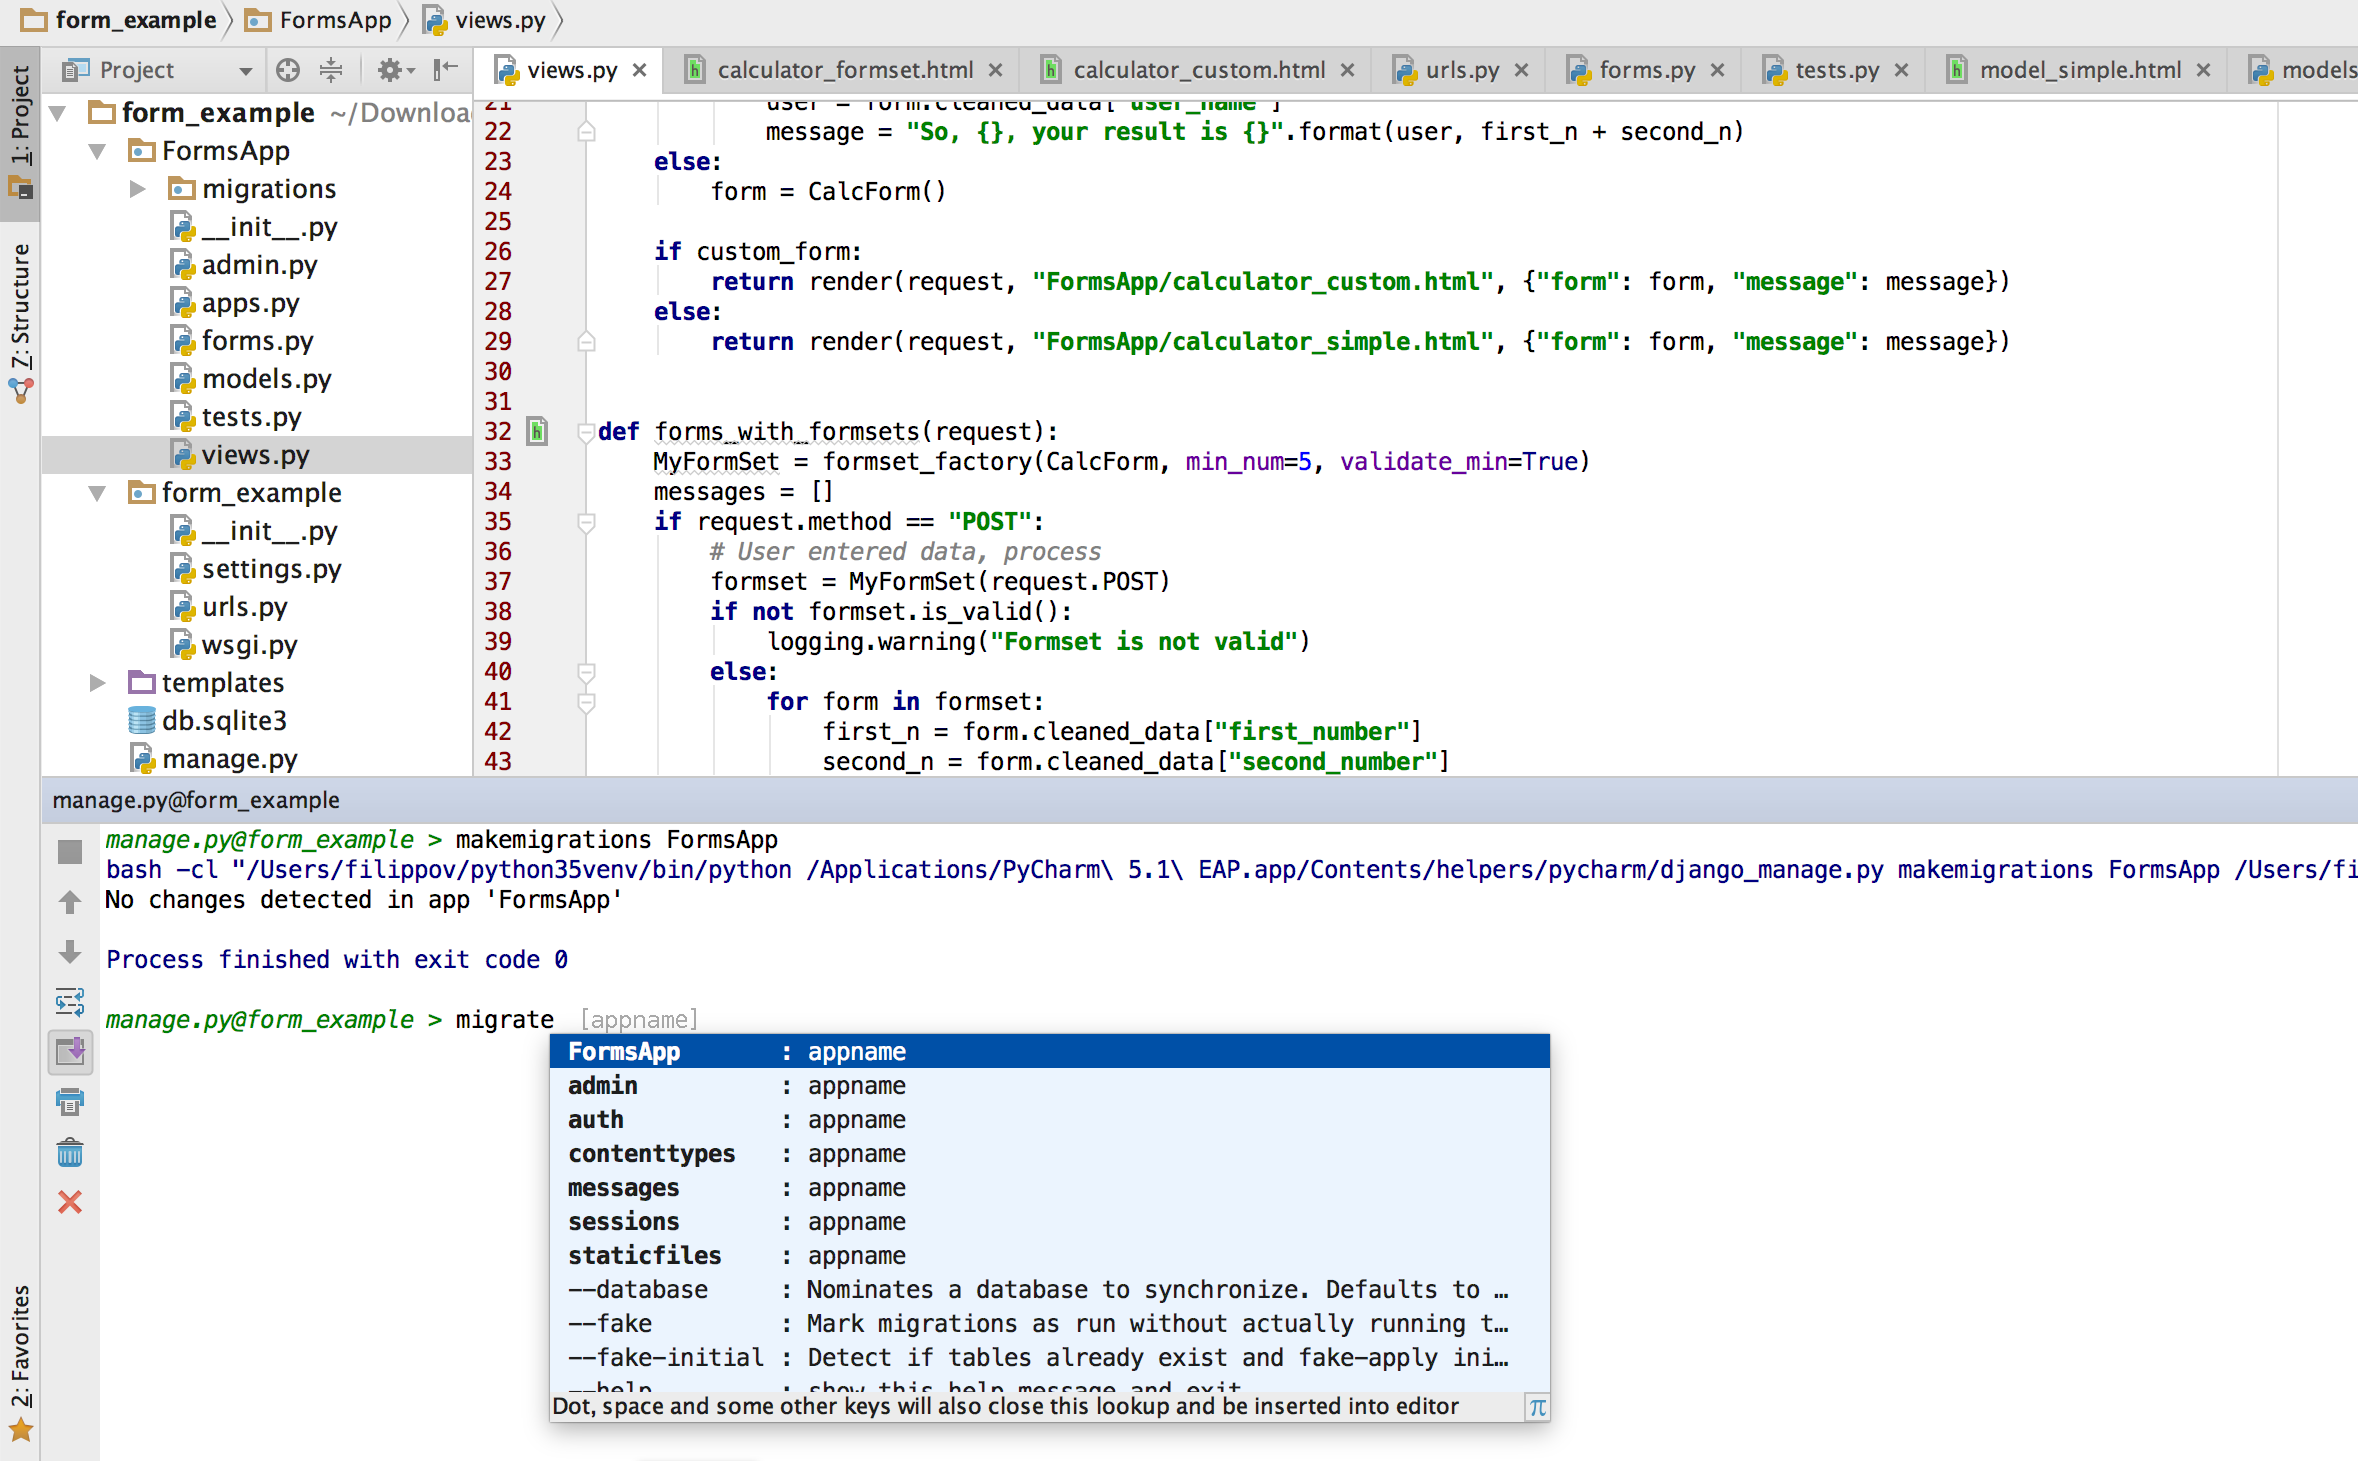 form_example FormsApp views.py
1: Project
7: Structure
2: Favorites
Project
views.py calculator_formset.html calculator_custom.html urls.py forms.py tests.py model_simple.html models
form_example ~/Downloa
FormsApp
migrations
__init__.py
admin.py
apps.py
forms.py
models.py
tests.py
views.py
form_example
__init__.py
settings.py
urls.py
wsgi.py
templates
db.sqlite3
manage.py
21 user = form.cleaned_data["user_name"]
22 message = "So, {}, your result is {}".format(user, first_n + second_n)
23 else:
24 form = CalcForm()
25
26 if custom_form:
27 return render(request, "FormsApp/calculator_custom.html", {"form": form, "message": message})
28 else:
29 return render(request, "FormsApp/calculator_simple.html", {"form": form, "message": message})
30
31
32 def forms_with_formsets(request):
33 MyFormSet = formset_factory(CalcForm, min_num=5, validate_min=True)
34 messages = []
35 if request.method == "POST":
36 # User entered data, process
37 formset = MyFormSet(request.POST)
38 if not formset.is_valid():
39 logging.warning("Formset is not valid")
40 else:
41 for form in formset:
42 first_n = form.cleaned_data["first_number"]
43 second_n = form.cleaned_data["second_number"]
manage.py@form_example
manage.py@form_example > makemigrations FormsApp
bash -cl "/Users/filippov/python35venv/bin/python /Applications/PyCharm\ 5.1\ EAP.app/Contents/helpers/pycharm/django_manage.py makemigrations FormsApp /Users/fi
No changes detected in app 'FormsApp'
Process finished with exit code 0
manage.py@form_example > migrate [appname]
FormsApp : appname
admin : appname
auth : appname
contenttypes : appname
messages : appname
sessions : appname
staticfiles : appname
--database : Nominates a database to synchronize. Defaults to …
--fake : Mark migrations as run without actually running t…
--fake-initial : Detect if tables already exist and fake-apply ini…
--help : show this help message and exit
Dot, space and some other keys will also close this lookup and be inserted into editor π